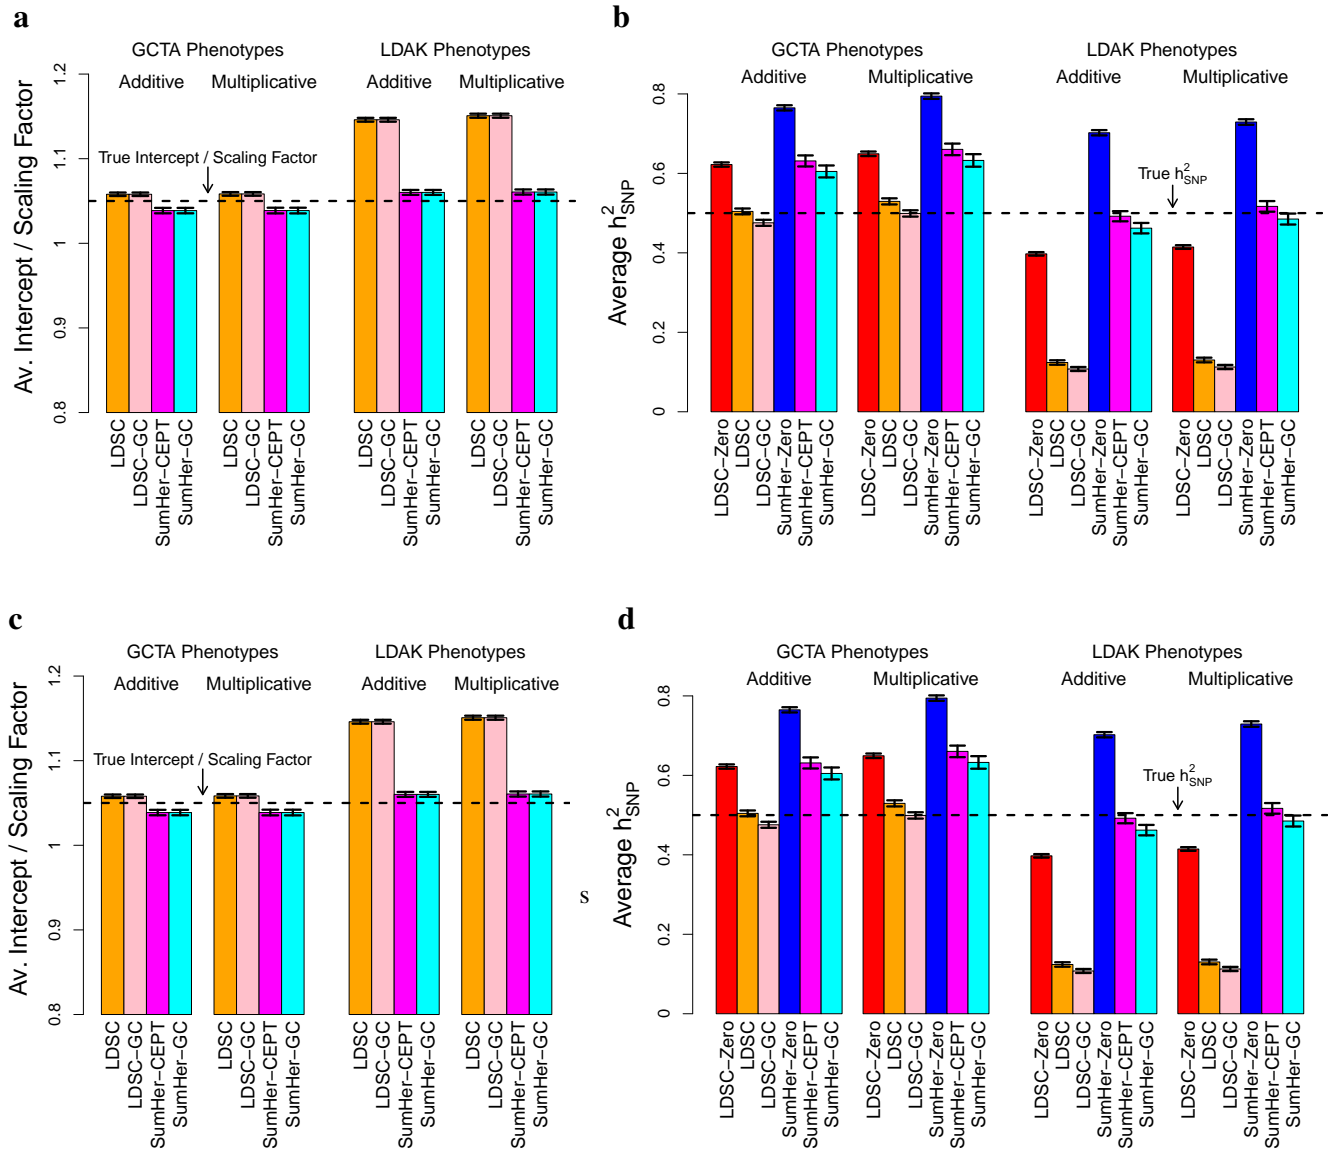 a
GCTA Phenotypes LDAK Phenotypes
Additive Multiplicative Additive Multiplicative
Av. Intercept / Scaling Factor
0.8 0.9 1 1.1 1.2
True Intercept / Scaling Factor
LDSC LDSC−GC SumHer−CEPT SumHer−GC LDSC LDSC−GC SumHer−CEPT SumHer−GC LDSC LDSC−GC SumHer−CEPT SumHer−GC LDSC LDSC−GC SumHer−CEPT SumHer−GC
b
GCTA Phenotypes LDAK Phenotypes
Additive Multiplicative Additive Multiplicative
Average h²SNP
0 0.2 0.4 0.6 0.8
True h²SNP
LDSC−Zero LDSC LDSC−GC SumHer−Zero SumHer−CEPT SumHer−GC LDSC−Zero LDSC LDSC−GC SumHer−Zero SumHer−CEPT SumHer−GC LDSC−Zero LDSC LDSC−GC SumHer−Zero SumHer−CEPT SumHer−GC LDSC−Zero LDSC LDSC−GC SumHer−Zero SumHer−CEPT SumHer−GC
c
GCTA Phenotypes LDAK Phenotypes
Additive Multiplicative Additive Multiplicative
Av. Intercept / Scaling Factor
0.8 0.9 1 1.1 1.2
True Intercept / Scaling Factor
LDSC LDSC−GC SumHer−CEPT SumHer−GC LDSC LDSC−GC SumHer−CEPT SumHer−GC LDSC LDSC−GC SumHer−CEPT SumHer−GC LDSC LDSC−GC SumHer−CEPT SumHer−GC
s
d
GCTA Phenotypes LDAK Phenotypes
Additive Multiplicative Additive Multiplicative
Average h²SNP
0 0.2 0.4 0.6 0.8
True h²SNP
LDSC−Zero LDSC LDSC−GC SumHer−Zero SumHer−CEPT SumHer−GC LDSC−Zero LDSC LDSC−GC SumHer−Zero SumHer−CEPT SumHer−GC LDSC−Zero LDSC LDSC−GC SumHer−Zero SumHer−CEPT SumHer−GC LDSC−Zero LDSC LDSC−GC SumHer−Zero SumHer−CEPT SumHer−GC